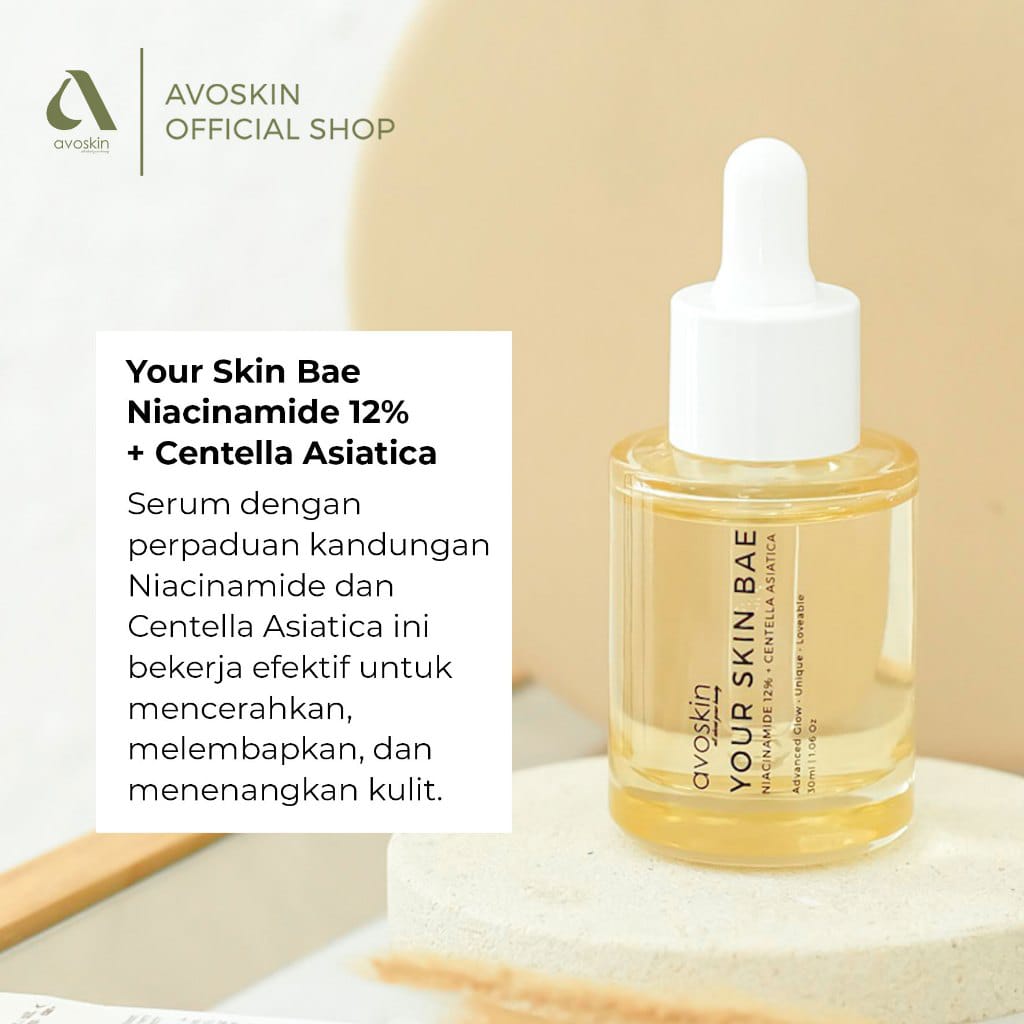 avoskin
AVOSKIN
OFFICIAL SHOP
Your Skin Bae
Niacinamide 12%
+ Centella Asiatica
Serum dengan
perpaduan kandungan
Niacinamide dan
Centella Asiatica ini
bekerja efektif untuk
mencerahkan,
melembapkan, dan
menenangkan kulit.
avoskin
YOUR SKIN BAE
NIACINAMIDE 12% + CENTELLA ASIATICA
Advanced Glow · Unique · Loveable
30ml | 1.06 Oz